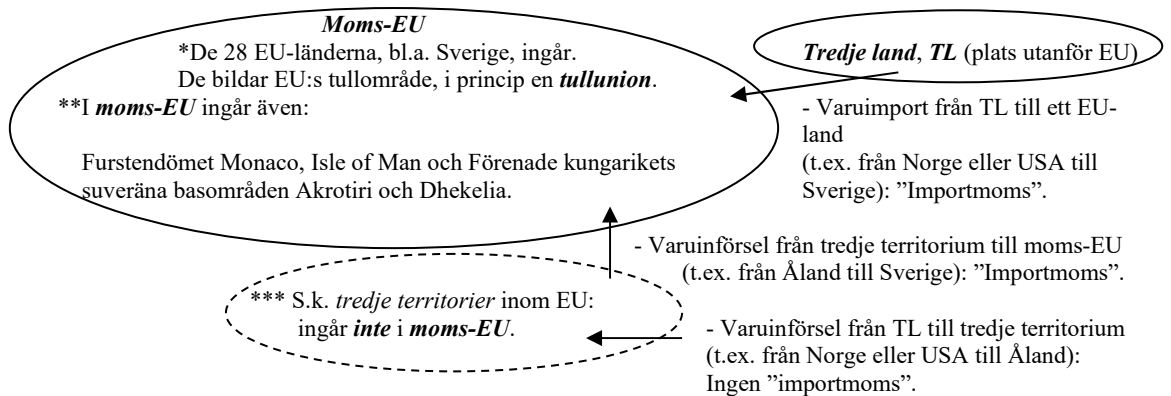 Moms-EU
*De 28 EU-länderna, bl.a. Sverige, ingår.
De bildar EU:s tullområde, i princip en tullunion.
**I moms-EU ingår även:
Furstendömet Monaco, Isle of Man och Förenade kungarikets
suveräna basområden Akrotiri och Dhekelia.
Tredje land, TL (plats utanför EU)
- Varuimport från TL till ett EU-
land
(t.ex. från Norge eller USA till
Sverige): ”Importmoms”.
- Varuinförsel från tredje territorium till moms-EU
(t.ex. från Åland till Sverige): ”Importmoms”.
*** S.k. tredje territorier inom EU:
ingår inte i moms-EU.
- Varuinförsel från TL till tredje territorium
(t.ex. från Norge eller USA till Åland):
Ingen ”importmoms”.